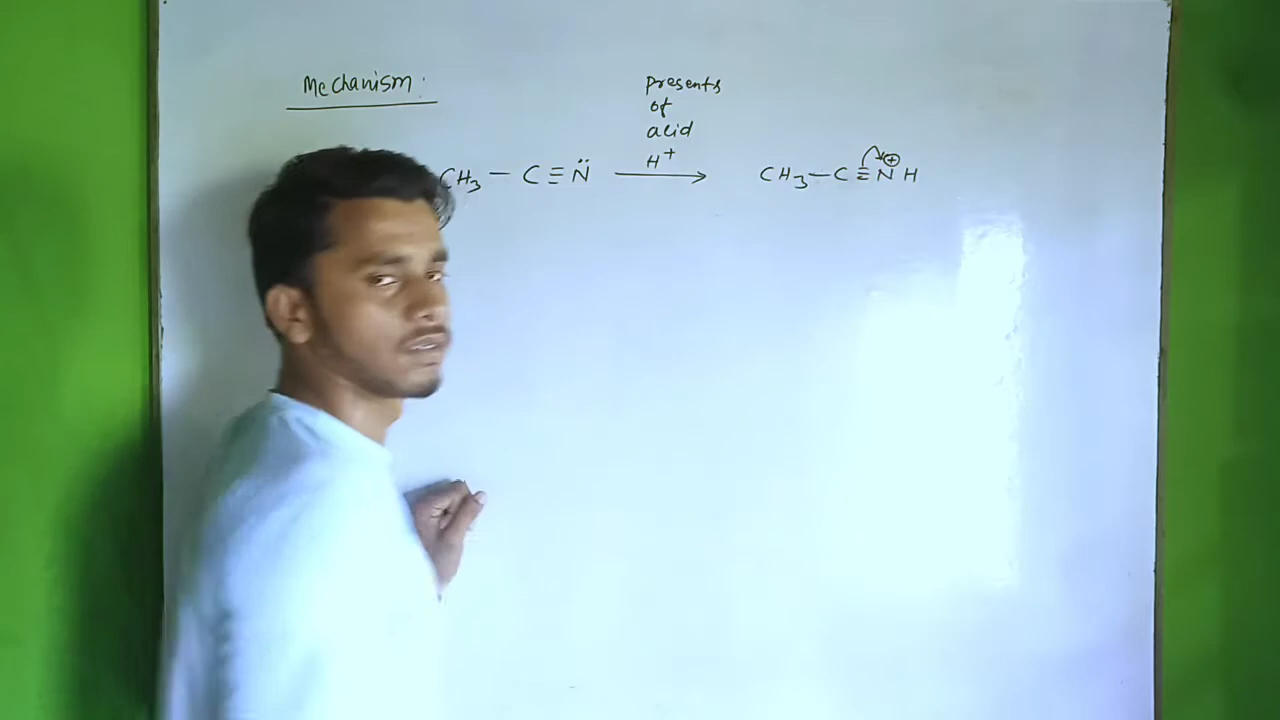 Mechanism:
presents
of
acid
H⁺
CH₃ – C≡N̈ ⟶ CH₃–C≡N⊕H